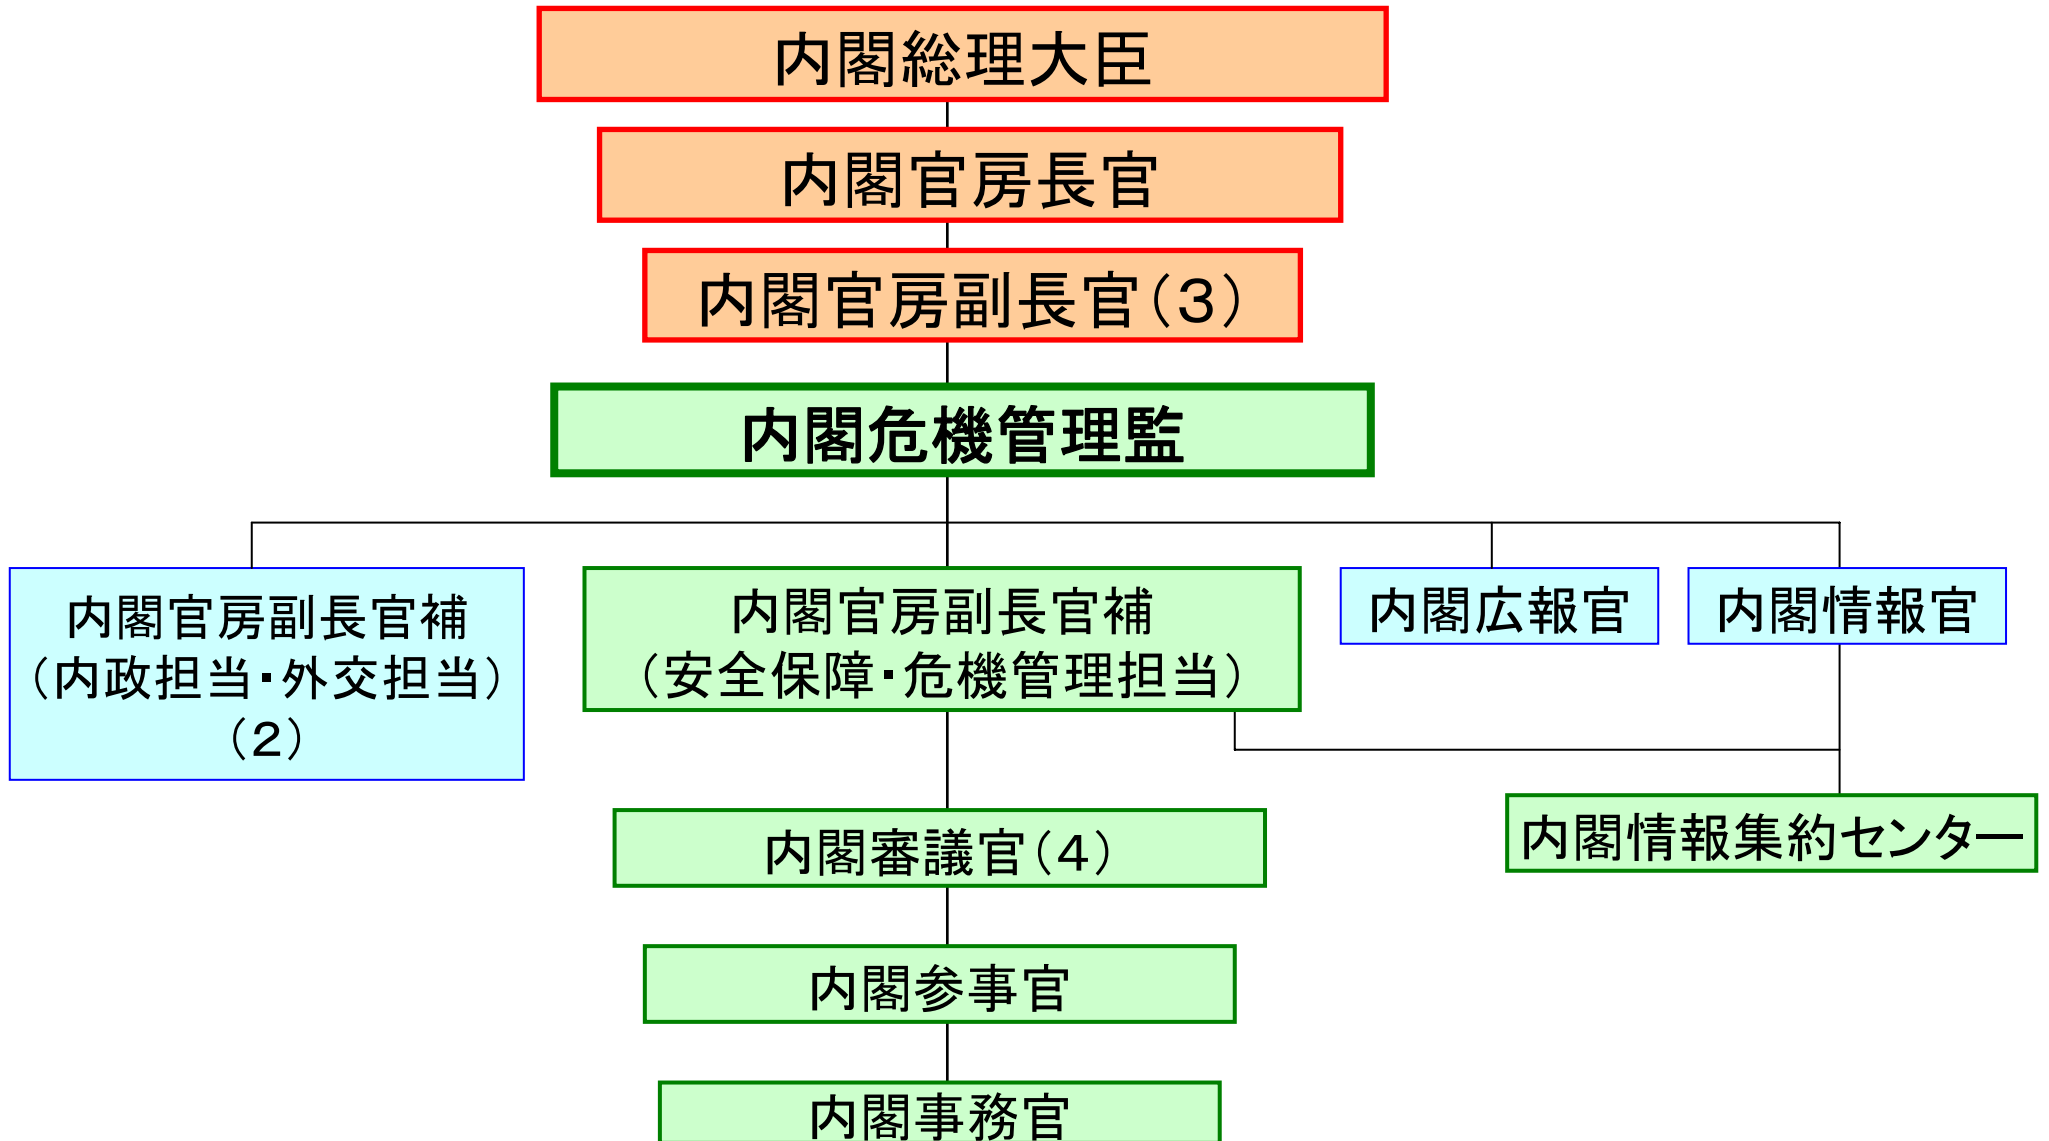 内閣総理大臣
内閣官房長官
内閣官房副長官（３）
内閣危機管理監
内閣官房副長官補
（内政担当・外交担当）
（２）
内閣官房副長官補
（安全保障・危機管理担当）
内閣広報官
内閣情報官
内閣審議官（４）
内閣情報集約センター
内閣参事官
内閣事務官